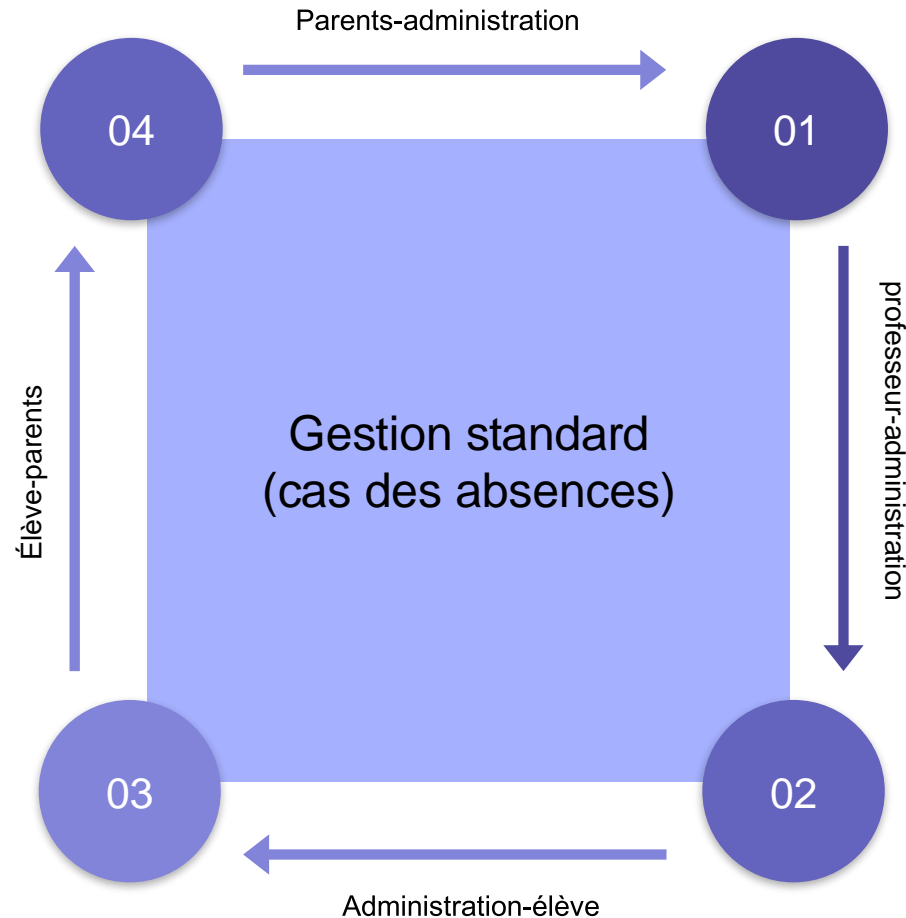 Parents-administration
04
01
professeur-administration
Élève-parents
Gestion standard
(cas des absences)
03
02
Administration-élève